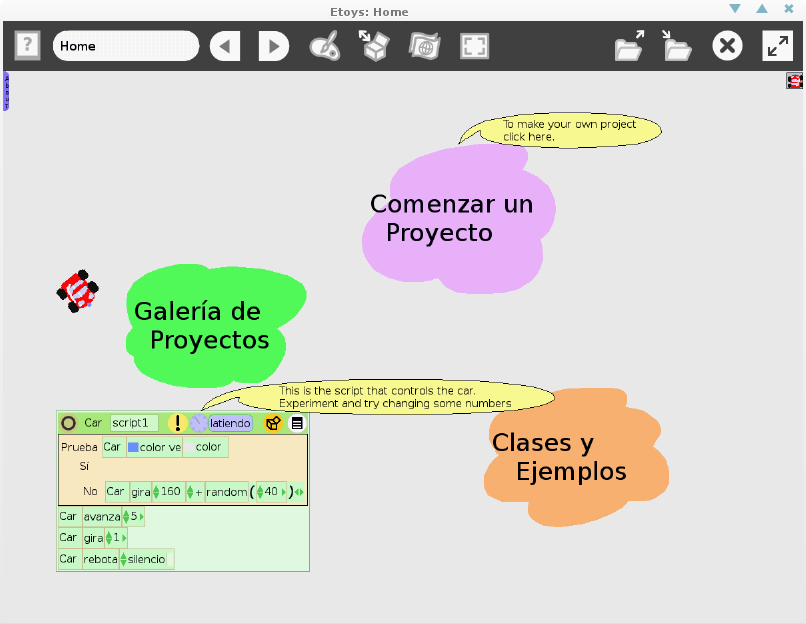 Etoys: Home
?
Home
To make your own project
click here.
Comenzar un
Proyecto
Galería de
Proyectos
This is the script that controls the car.
Experiment and try changing some numbers
Clases y
Ejemplos
Car script1 ! latiendo
Prueba Car color ve color
Sí
No Car gira 160 + random ( 40 )
Car avanza 5
Car gira 1
Car rebota silencio